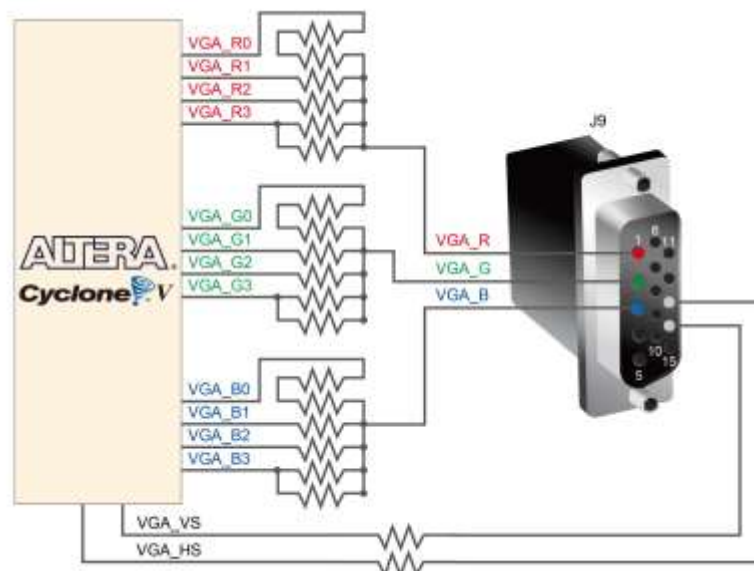 VGA_R0
VGA_R1
VGA_R2
VGA_R3
J9
VGA_G0
VGA_G1
VGA_G2
VGA_G3
ALTERA.
Cyclone V
VGA_R
VGA_G
VGA_B
1
6
11
5
10
15
VGA_B0
VGA_B1
VGA_B2
VGA_B3
VGA_VS
VGA_HS